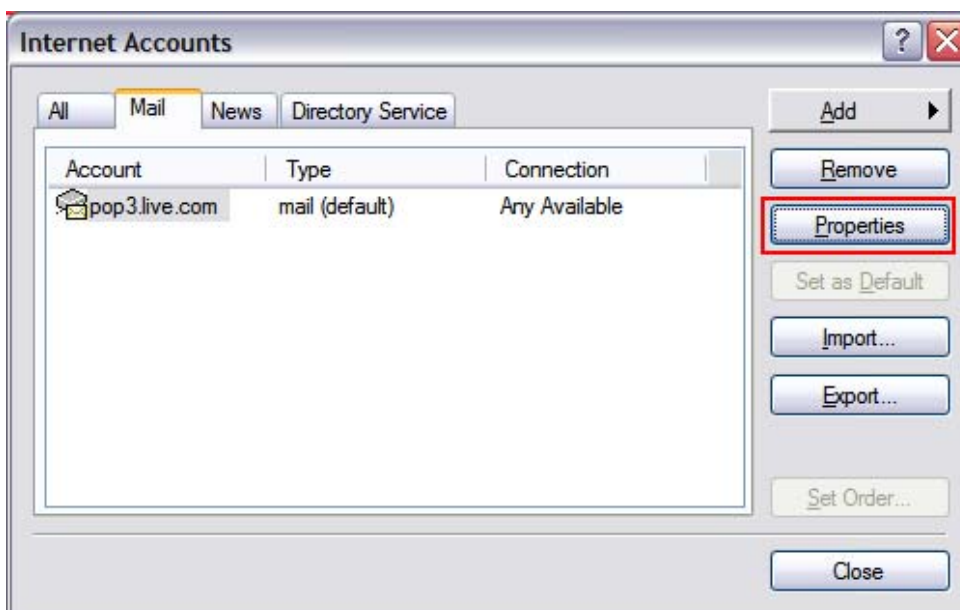 Internet Accounts
All Mail News Directory Service
Add
Account Type Connection
Remove
pop3.live.com mail (default) Any Available
Properties
Set as Default
Import...
Export...
Set Order...
Close